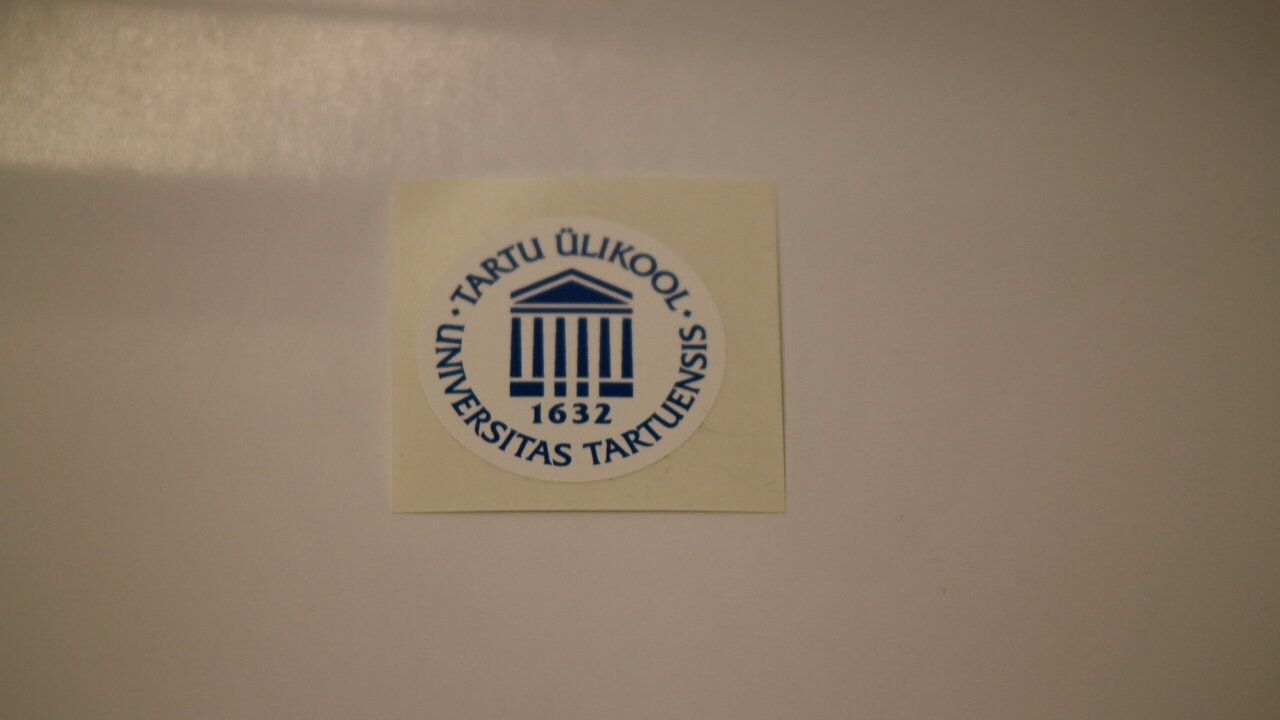 TARTU ÜLIKOOL
1632
UNIVERSITAS TARTUENSIS